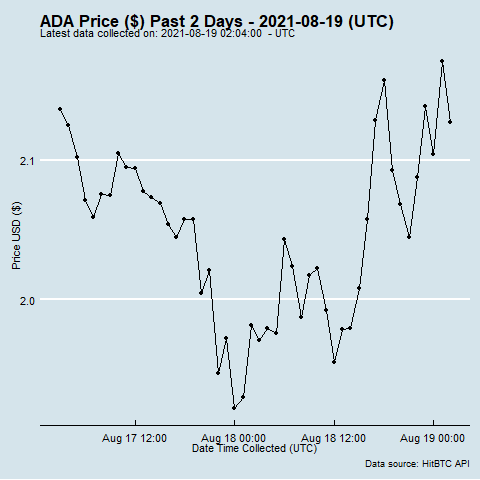 ADA Price ($) Past 2 Days - 2021-08-19 (UTC)
Latest data collected on: 2021-08-19 02:04:00 - UTC
2.1
2.0
Price USD ($)
Aug 17 12:00
Aug 18 00:00
Aug 18 12:00
Aug 19 00:00
Date Time Collected (UTC)
Data source: HitBTC API